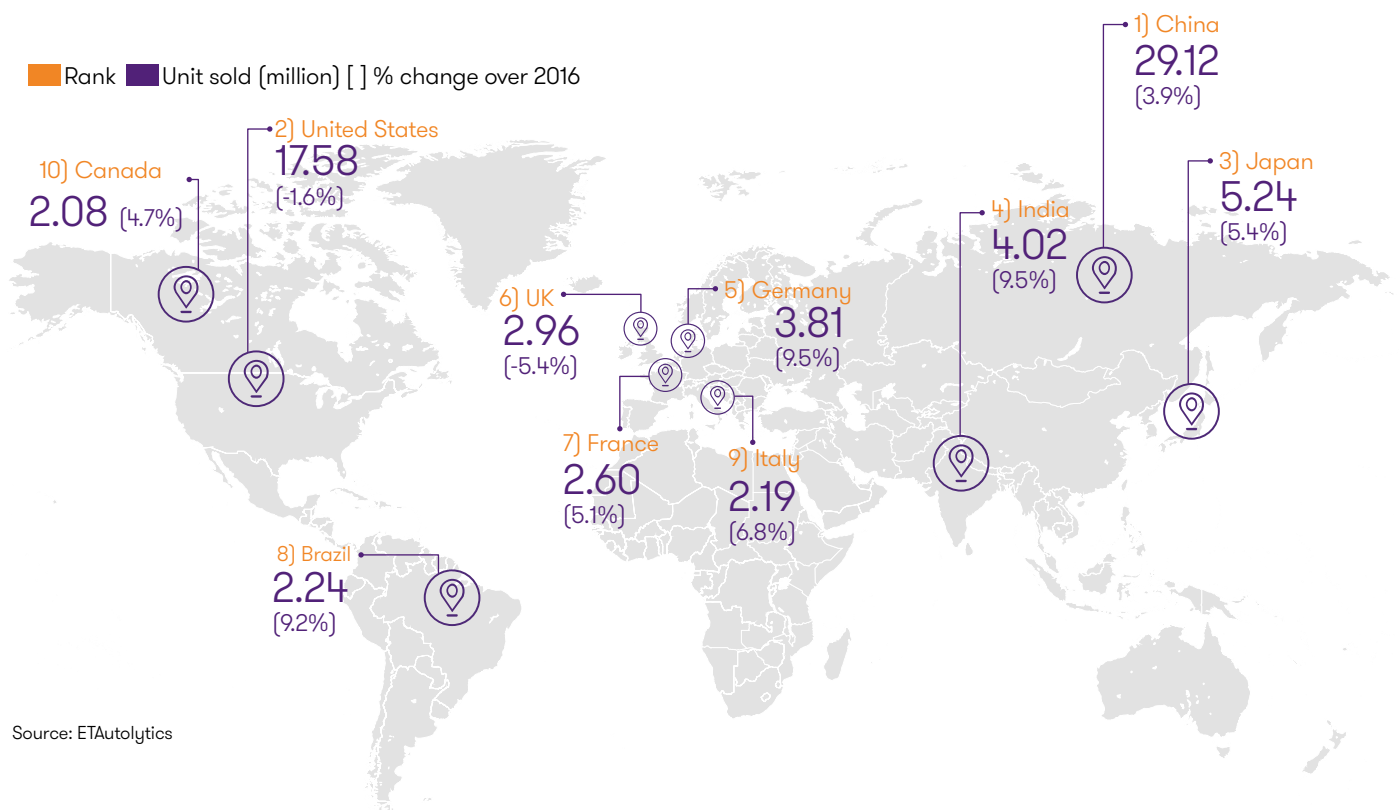 Rank Unit sold (million) [ ] % change over 2016
1) China
29.12
(3.9%)
2) United States
17.58
(-1.6%)
10) Canada
2.08 (4.7%)
3) Japan
5.24
(5.4%)
4) India
4.02
(9.5%)
5) Germany
3.81
(9.5%)
6) UK
2.96
(-5.4%)
7) France
2.60
(5.1%)
9) Italy
2.19
(6.8%)
8) Brazil
2.24
(9.2%)
Source: ETAutolytics